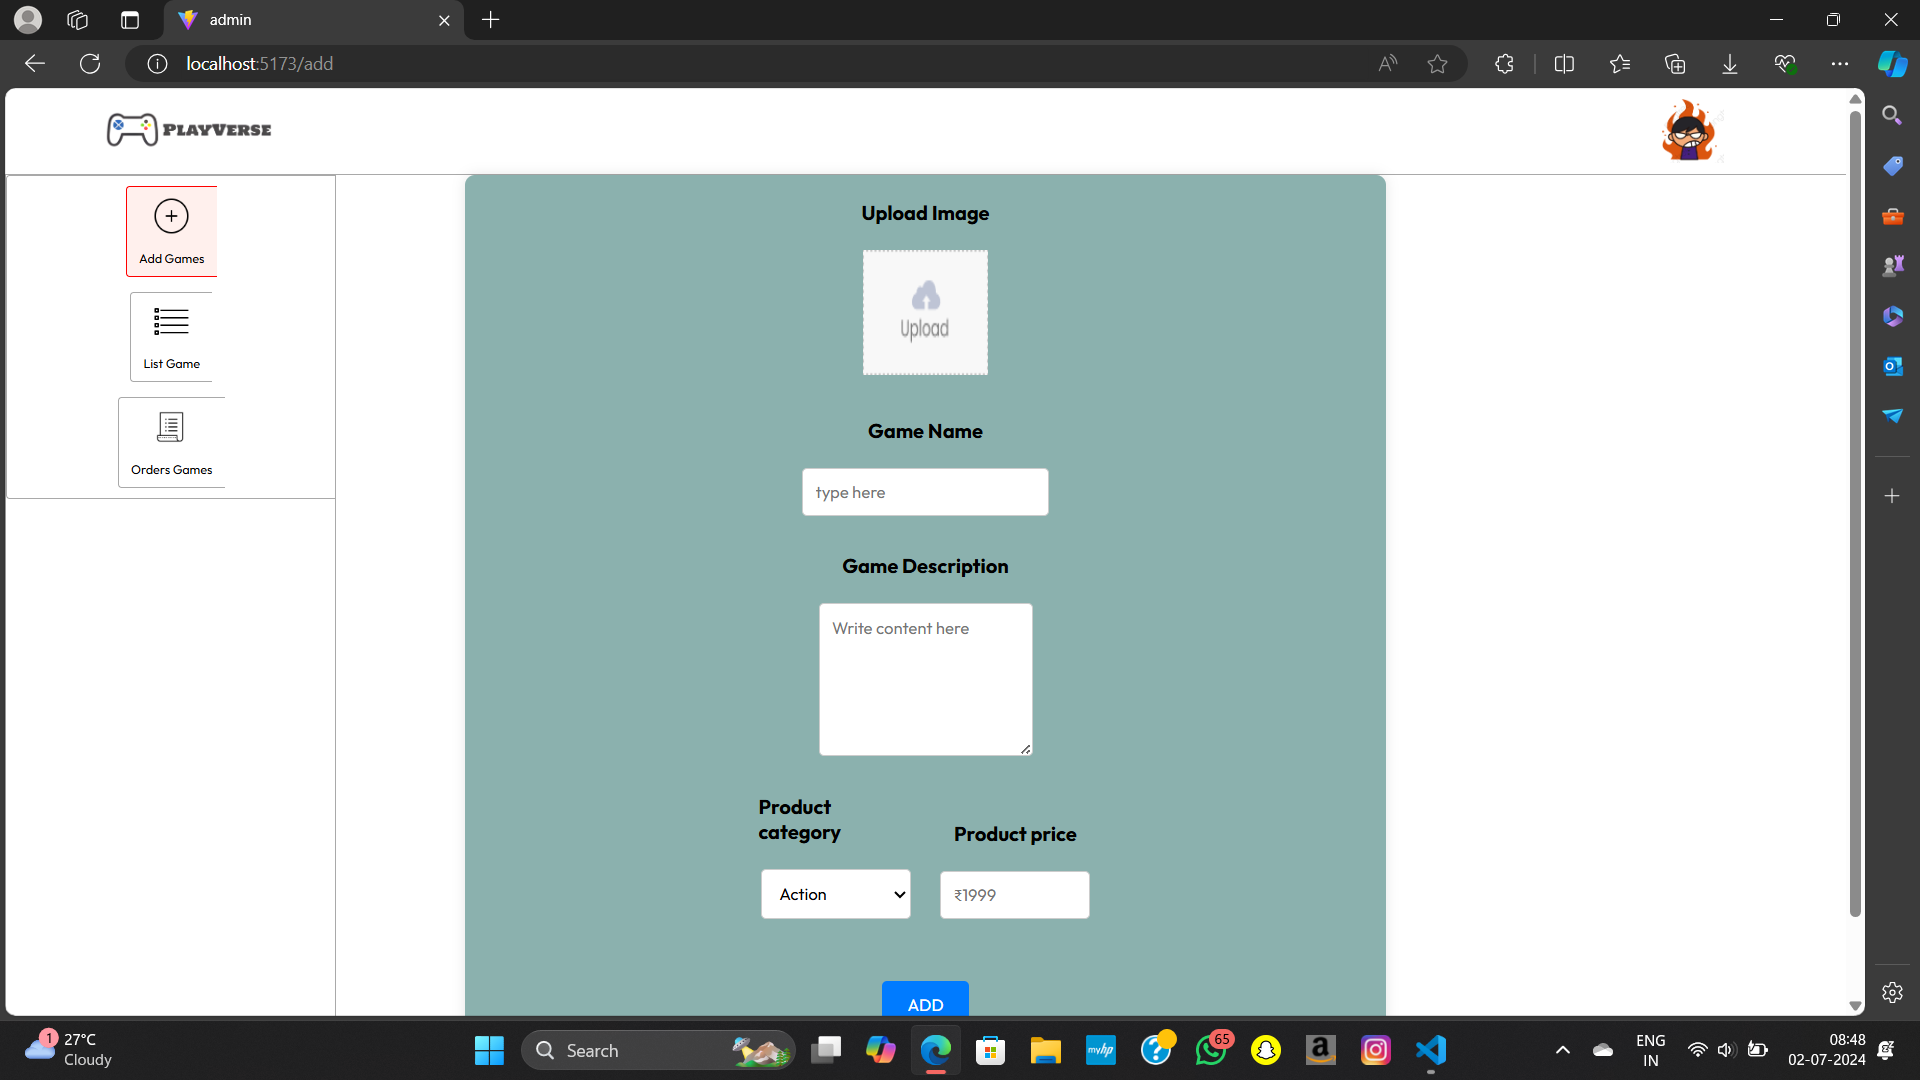 admin
localhost:5173/add
PLAYVERSE
Add Games
List Game
Orders Games
Upload Image
Upload
Game Name
type here
Game Description
Write content here
Product
category
Product price
Action
₹1999
ADD
1
27°C
Cloudy
Search
myhp
65
a
ENG
IN
08:48
02-07-2024